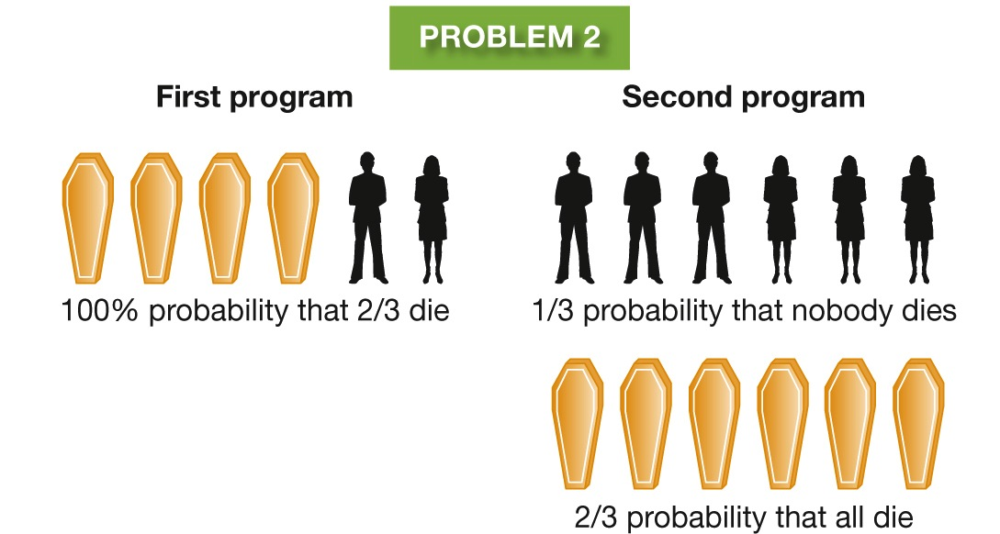 PROBLEM 2
First program
Second program
100% probability that 2/3 die
1/3 probability that nobody dies
2/3 probability that all die